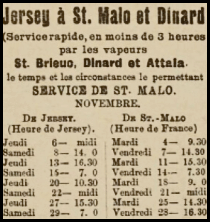 Jersey à St. Malo et Dinard
(Service rapide, en moins de 3 heures
par les vapeurs
St. Brieuc, Dinard et Attala.
le temps et les circonstances le permettant
SERVICE DE ST. MALO.
NOVEMBRE.
DE JERSEY.
(Heure de Jersey).
Jeudi 6— midi
Samedi 8— 14. 0
Jeudi 13— 16.30
Samedi 15— 7. 0
Jeudi 20— 10.30
Samedi 22— midi
Jeudi 27— 15.30
Samedi 29— 7. 0
DE ST.-MALO
(Heure de France)
Mardi 4— 9.30
Vendredi 7— 14.30
Mardi 11— 15.30
Vendredi 14— 7.30
Mardi 18— 9. 0
Vendredi 21— midi
Mardi 25— 14.30
Vendredi 28— 16.30